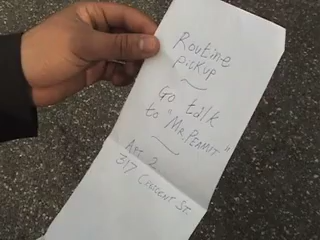 Routine
Pickup
~
Go talk
to "Mr. Peanut"
~
Apt 2
317 Crescent St.